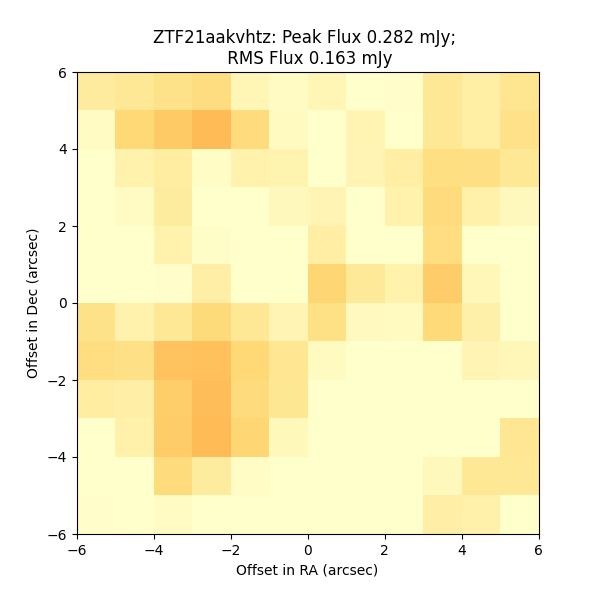 ZTF21aakvhtz: Peak Flux 0.282 mJy;
RMS Flux 0.163 mJy
6
4
2
0
−2
−4
−6
Offset in Dec (arcsec)
−6 −4 −2 0 2 4 6
Offset in RA (arcsec)